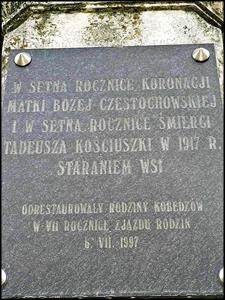 W SETNĄ ROCZNICĘ KORONACJI
MATKI BOŻEJ CZĘSTOCHOWSKIEJ
I W SETNĄ ROCZNICĘ ŚMIERCI
TADEUSZA KOŚCIUSZKI W 1917 R.
STARANIEM WSI
ODRESTAUROWAŁY RODZINY KOBĘDZÓW
W VII ROCZNICĘ ZJAZDU RODZIN
6. VII. 1997